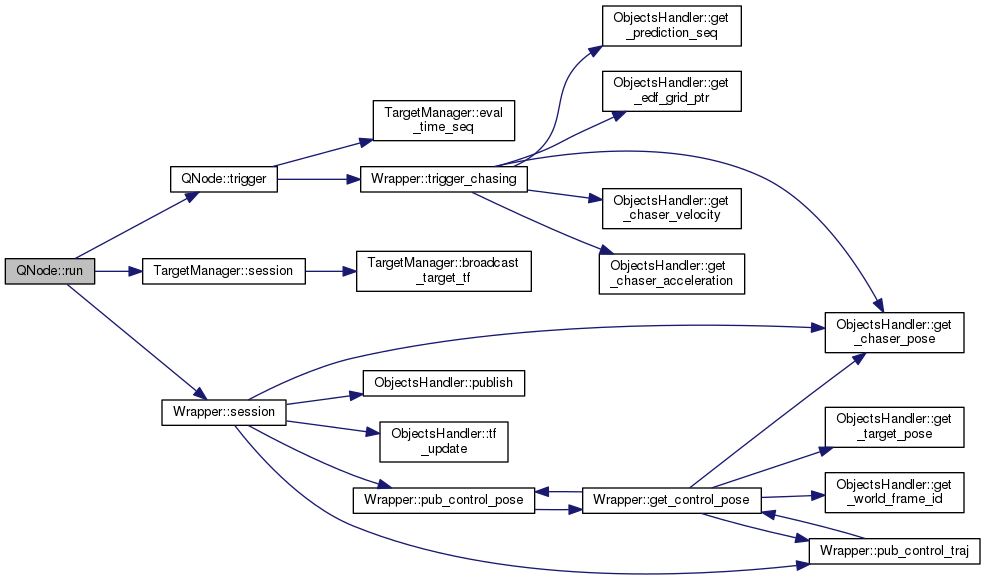 ObjectsHandler::get
_prediction_seq
ObjectsHandler::get
_edf_grid_ptr
TargetManager::eval
_time_seq
QNode::trigger
Wrapper::trigger_chasing
ObjectsHandler::get
_chaser_velocity
QNode::run
TargetManager::session
TargetManager::broadcast
_target_tf
ObjectsHandler::get
_chaser_acceleration
ObjectsHandler::get
_chaser_pose
ObjectsHandler::publish
Wrapper::session
ObjectsHandler::tf
_update
ObjectsHandler::get
_target_pose
Wrapper::pub_control_pose
Wrapper::get_control_pose
ObjectsHandler::get
_world_frame_id
Wrapper::pub_control_traj